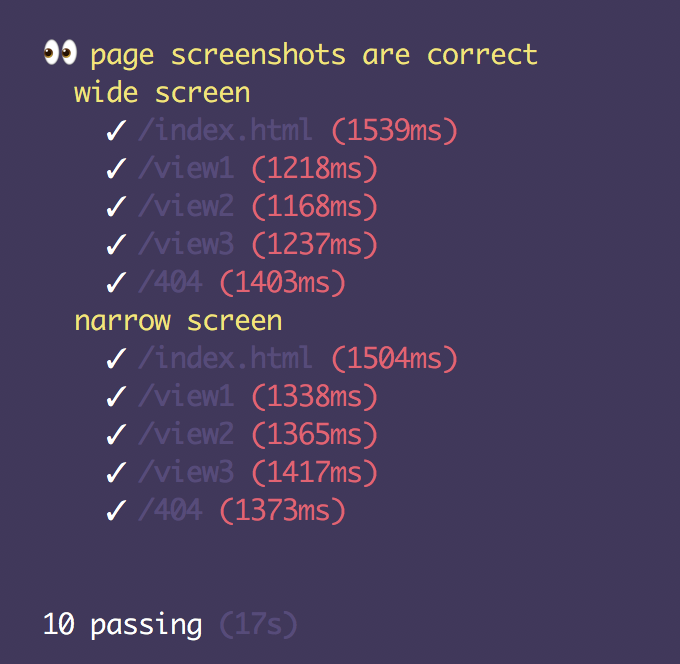 👀 page screenshots are correct
wide screen
✓ /index.html (1539ms)
✓ /view1 (1218ms)
✓ /view2 (1168ms)
✓ /view3 (1237ms)
✓ /404 (1403ms)
narrow screen
✓ /index.html (1504ms)
✓ /view1 (1338ms)
✓ /view2 (1365ms)
✓ /view3 (1417ms)
✓ /404 (1373ms)
10 passing (17s)